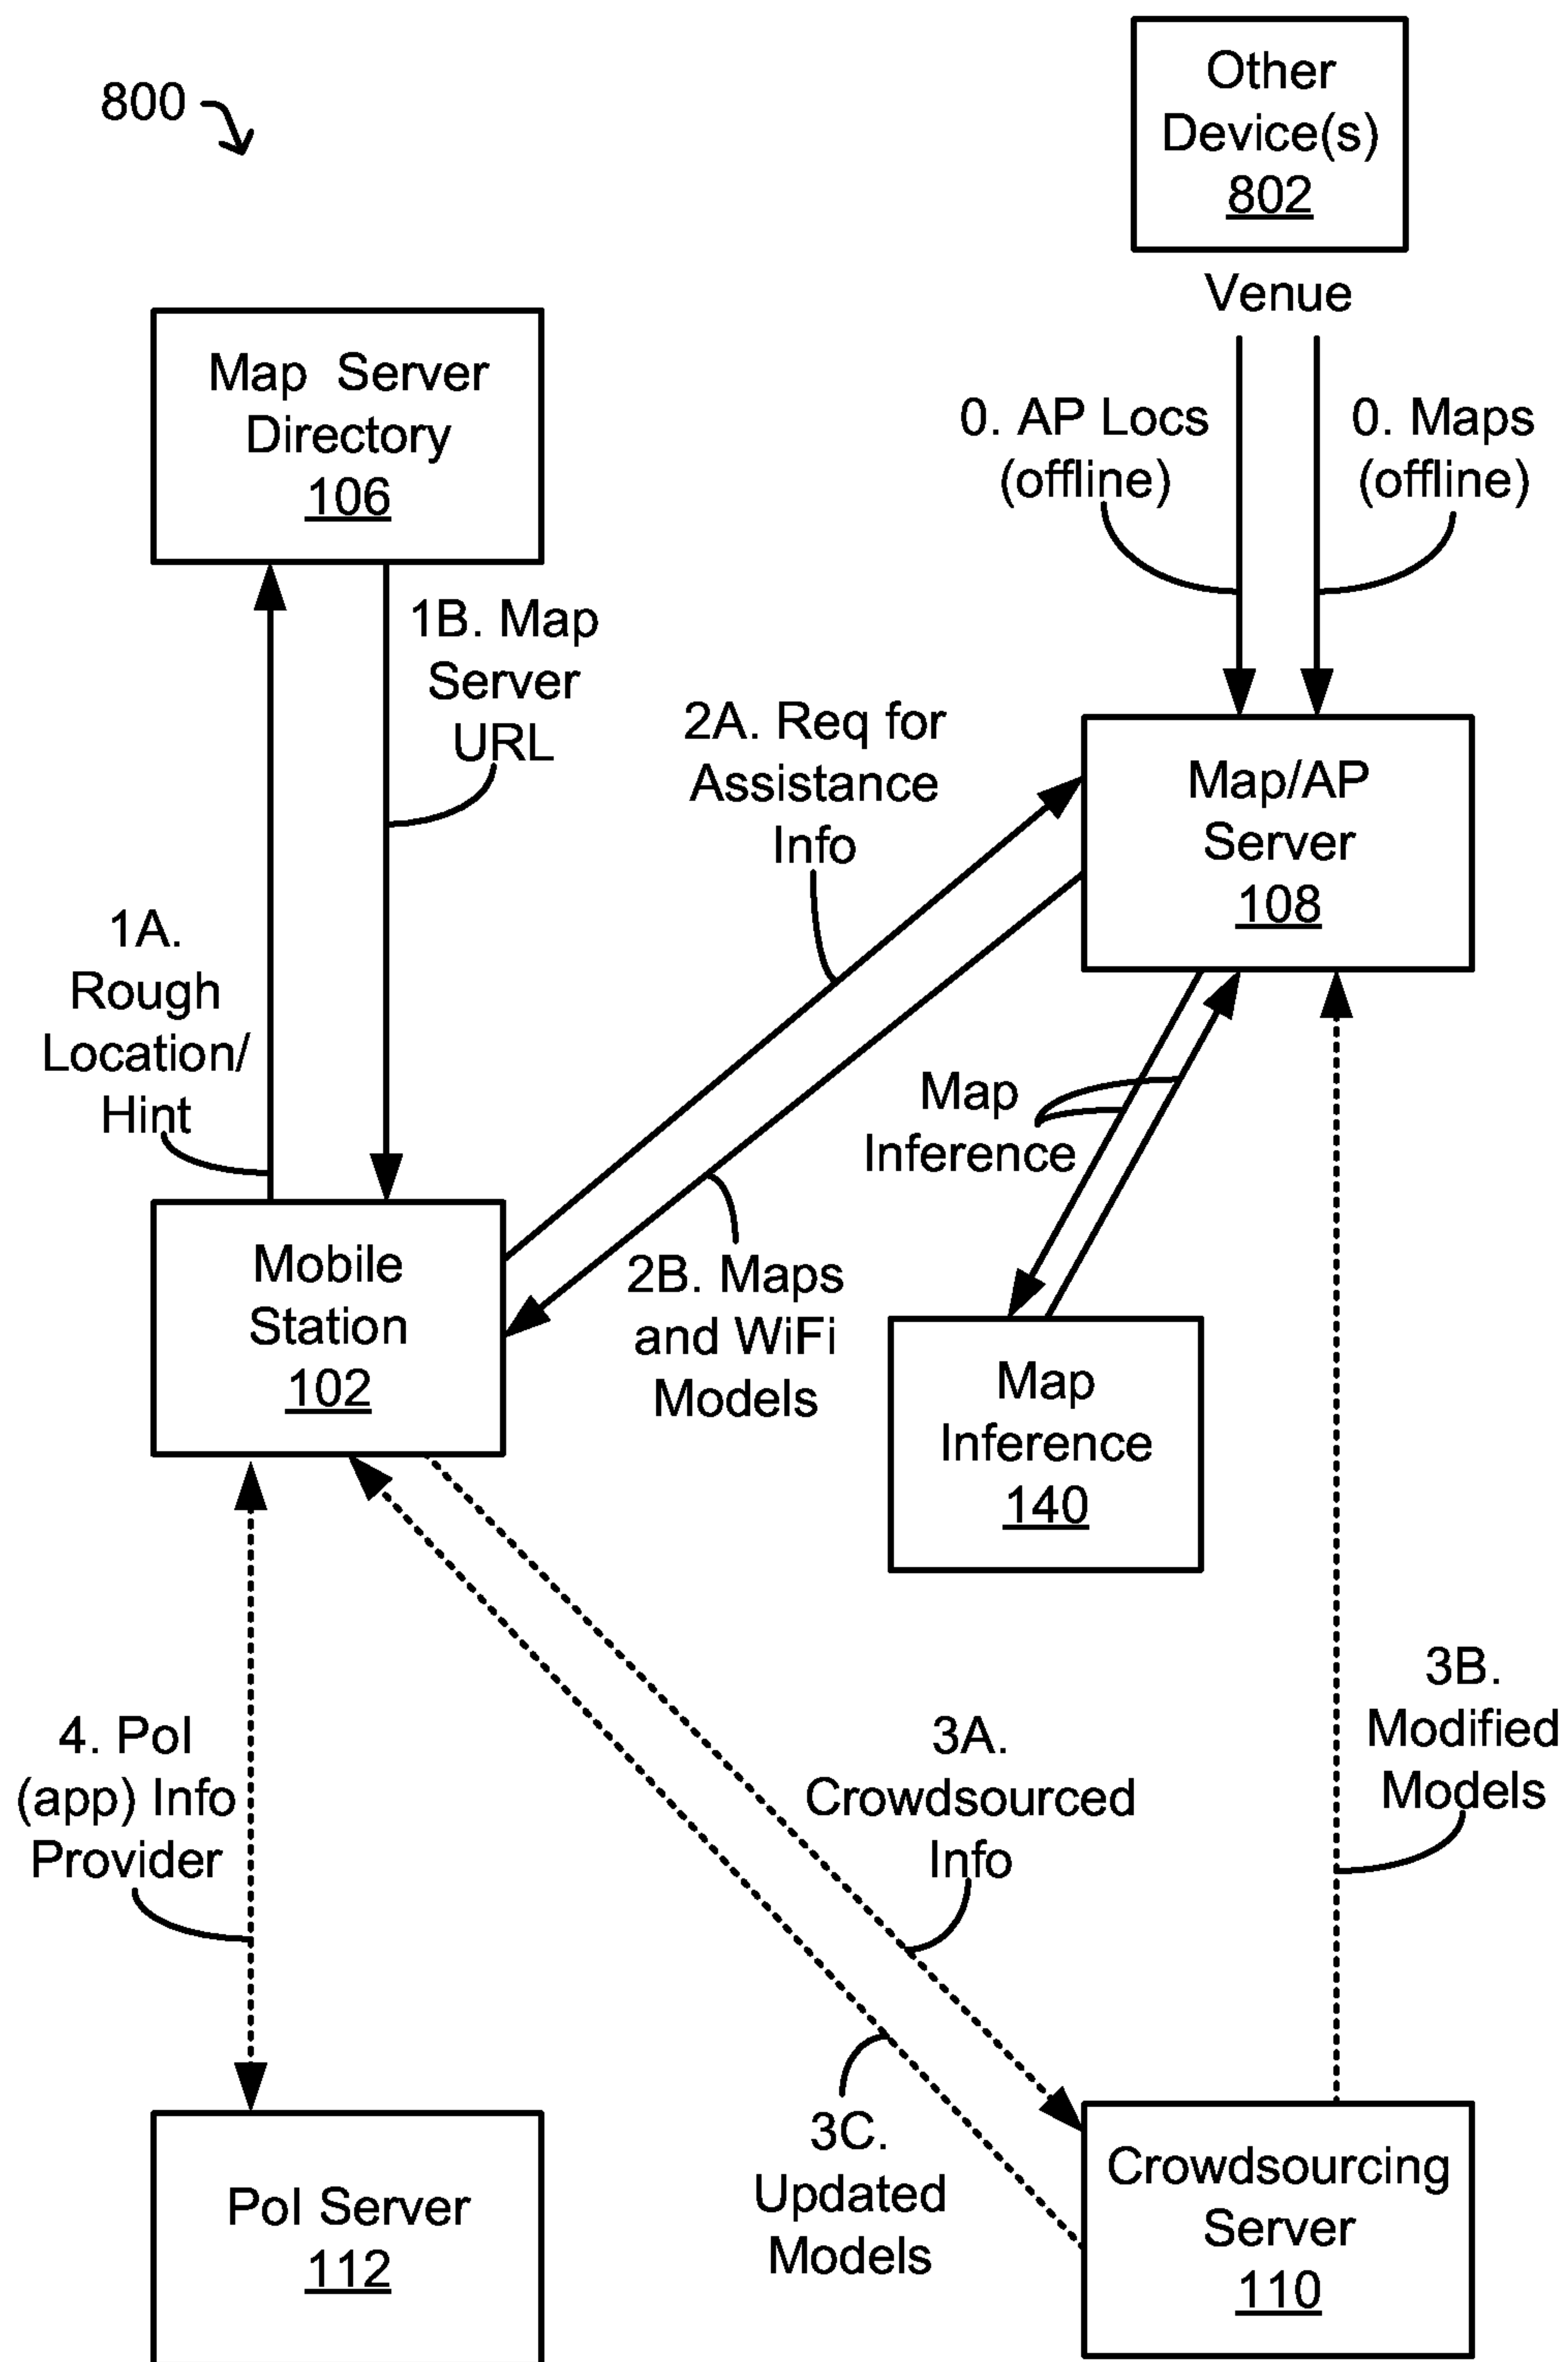 800
Other
Device(s)
802
Venue
Map Server
Directory
106
0. AP Locs
(offline)
0. Maps
(offline)
1B. Map
Server
URL
2A. Req for
Assistance
Info
Map/AP
Server
108
1A.
Rough
Location/
Hint
Map
Inference
Mobile
Station
102
2B. Maps
and WiFi
Models
Map
Inference
140
4. PoI
(app) Info
Provider
3A.
Crowdsourced
Info
3B.
Modified
Models
3C.
Updated
Models
PoI Server
112
Crowdsourcing
Server
110